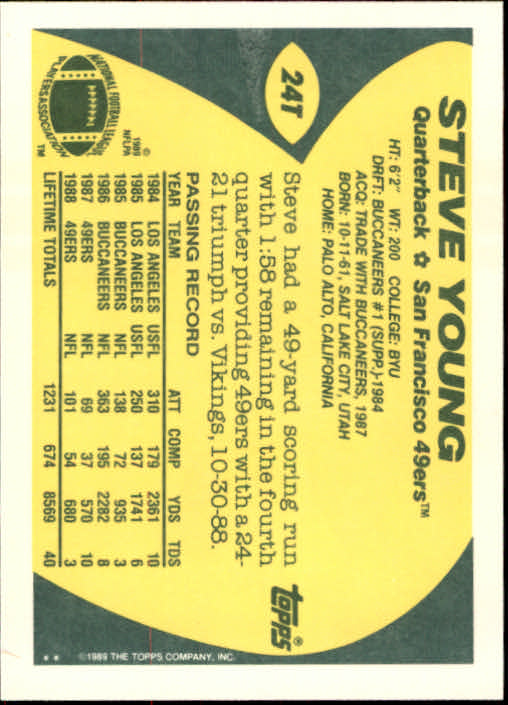 24T
STEVE YOUNG
Quarterback ☆ San Francisco 49ers™
HT: 6'2" WT: 200 COLLEGE: BYU
DRFT: BUCCANEERS #1 (SUPP.)-1984
ACQ: TRADE WITH BUCCANEERS, 1987
BORN: 10-11-61, SALT LAKE CITY, UTAH
HOME: PALO ALTO, CALIFORNIA
Steve had a 49-yard scoring run
with 1:58 remaining in the fourth
quarter providing 49ers with a 24-
21 triumph vs. Vikings, 10-30-88.
PASSING RECORD
YEAR TEAM ATT COMP YDS TDS
1984 LOS ANGELES USFL 310 179 2361 10
1985 LOS ANGELES USFL 250 137 1741 6
1985 BUCCANEERS NFL 138 72 935 3
1986 BUCCANEERS NFL 363 195 2282 8
1987 49ERS NFL 69 37 570 10
1988 49ERS NFL 101 54 680 3
LIFETIME TOTALS 1231 674 8569 40
NATIONAL FOOTBALL LEAGUE
PLAYERS ASSOCIATION
™
©
1989
NFLPA
topps®
** ©1989 THE TOPPS COMPANY, INC.